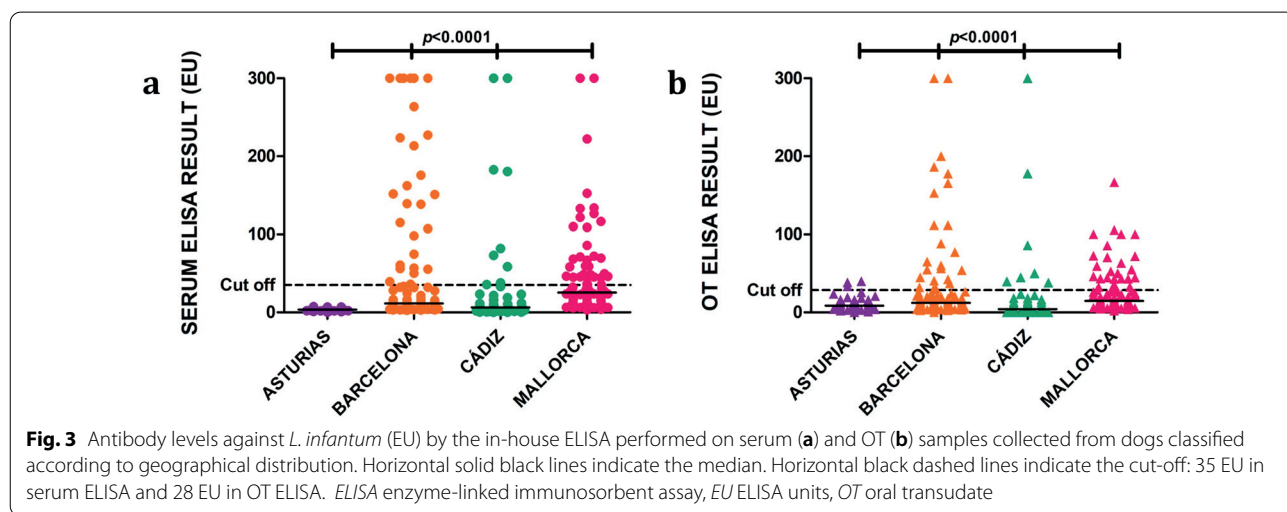 a
p<0.0001
SERUM ELISA RESULT (EU)
300
200
100
Cut off
0
ASTURIAS
BARCELONA
CÁDIZ
MALLORCA
b
p<0.0001
OT ELISA RESULT (EU)
300
200
100
Cut off
0
ASTURIAS
BARCELONA
CÁDIZ
MALLORCA
Fig. 3 Antibody levels against L. infantum (EU) by the in-house ELISA performed on serum (a) and OT (b) samples collected from dogs classified
according to geographical distribution. Horizontal solid black lines indicate the median. Horizontal black dashed lines indicate the cut-off: 35 EU in
serum ELISA and 28 EU in OT ELISA. ELISA enzyme-linked immunosorbent assay, EU ELISA units, OT oral transudate